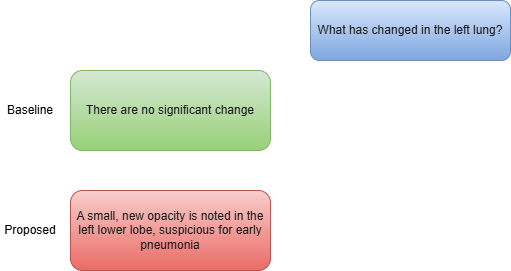 What has changed in the left lung?
Baseline
There are no significant change
Proposed
A small, new opacity is noted in the
left lower lobe, suspicious for early
pneumonia